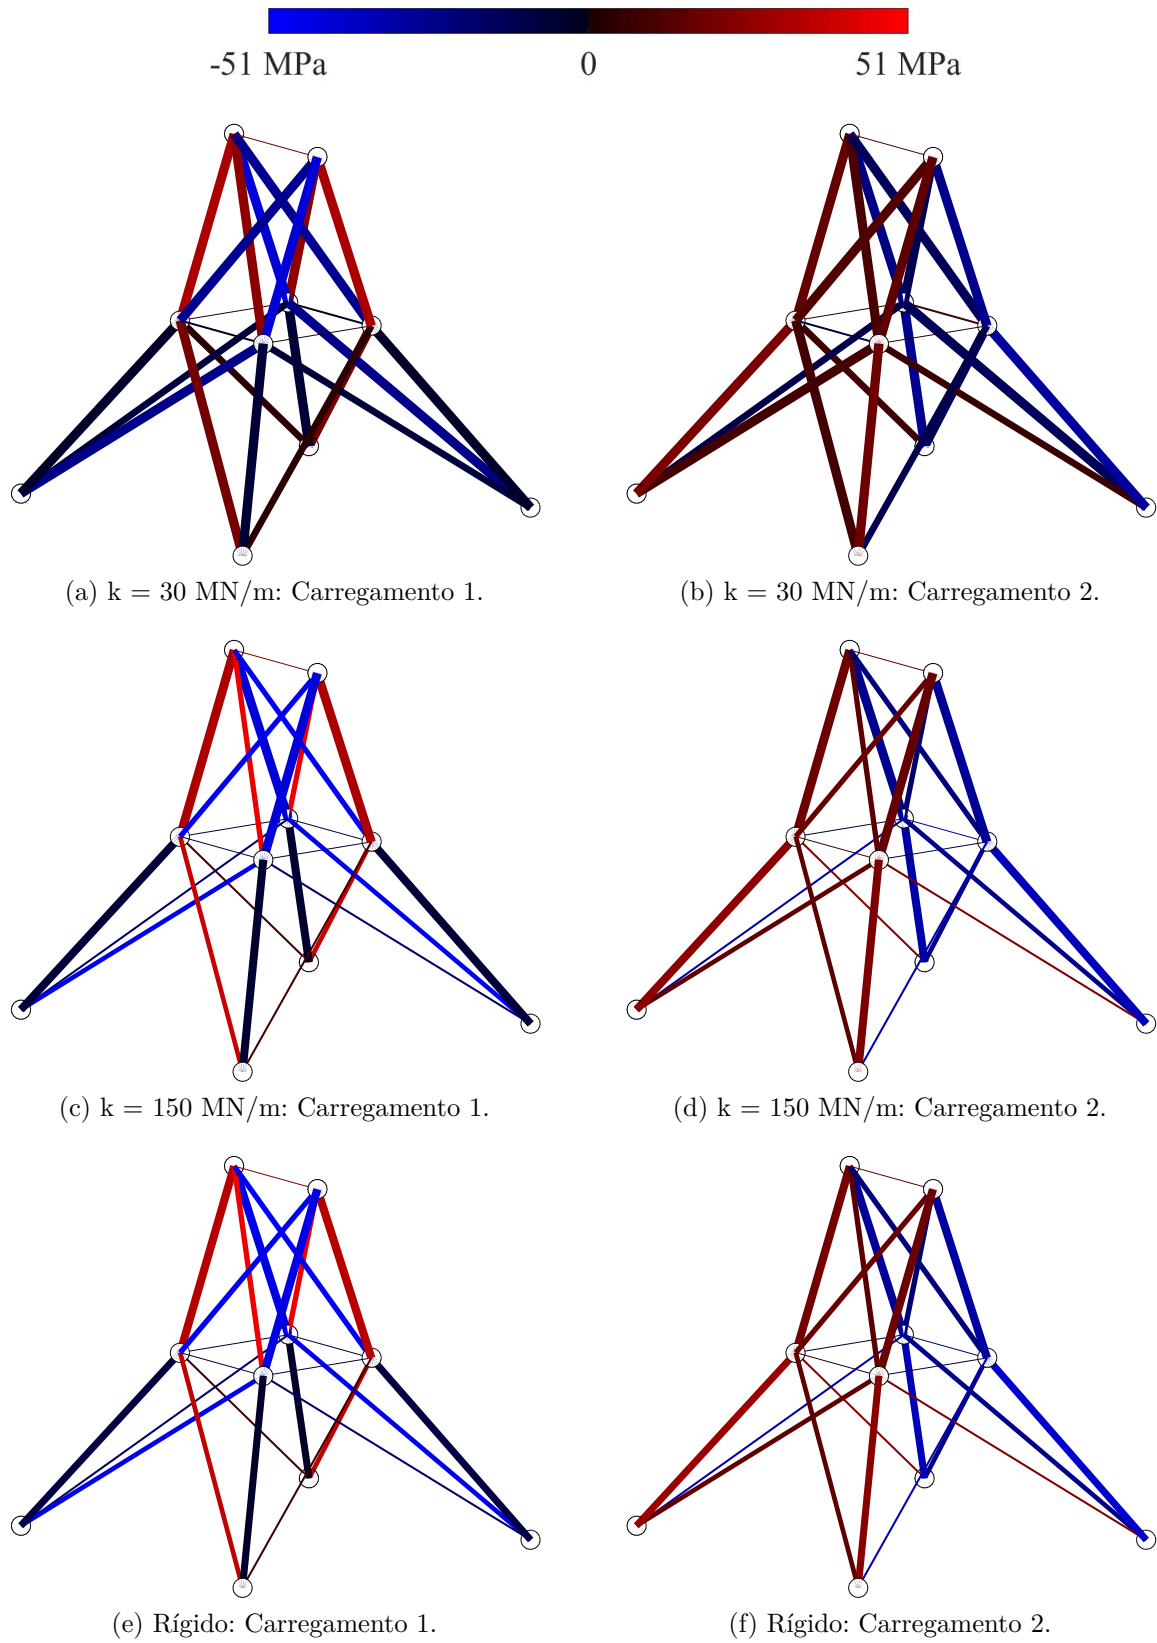 -51 MPa 0 51 MPa
(a) k = 30 MN/m: Carregamento 1. (b) k = 30 MN/m: Carregamento 2.
(c) k = 150 MN/m: Carregamento 1. (d) k = 150 MN/m: Carregamento 2.
(e) Rígido: Carregamento 1. (f) Rígido: Carregamento 2.